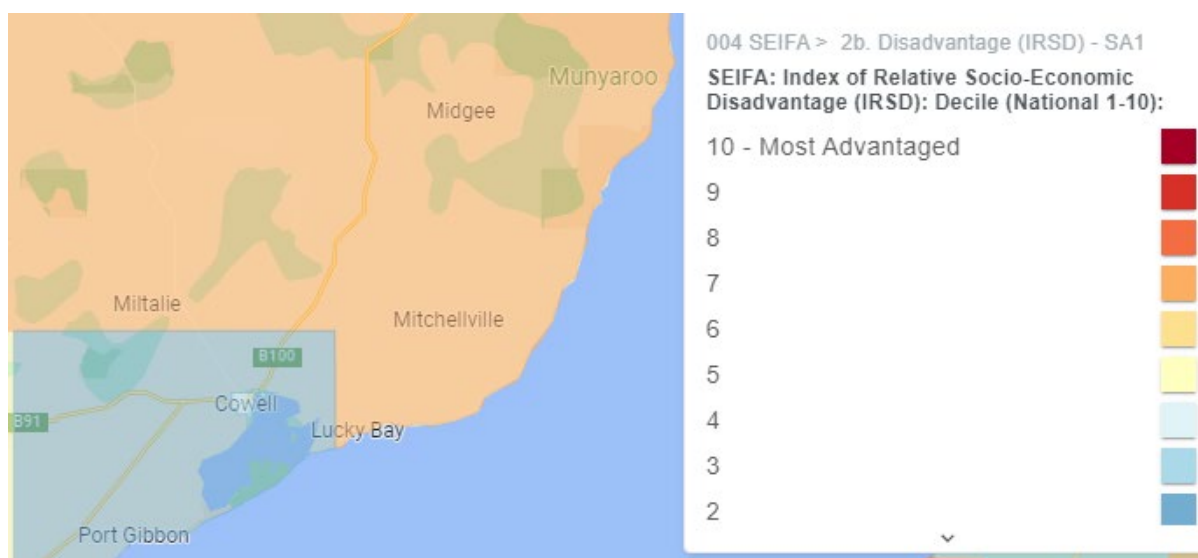 004 SEIFA > 2b. Disadvantage (IRSD) - SA1
SEIFA: Index of Relative Socio-Economic
Disadvantage (IRSD): Decile (National 1-10):
10 - Most Advantaged
9
8
7
6
5
4
3
2
Munyaroo
Midgee
Miltalie
Mitchellville
B100
Cowell
B91
Lucky Bay
Port Gibbon